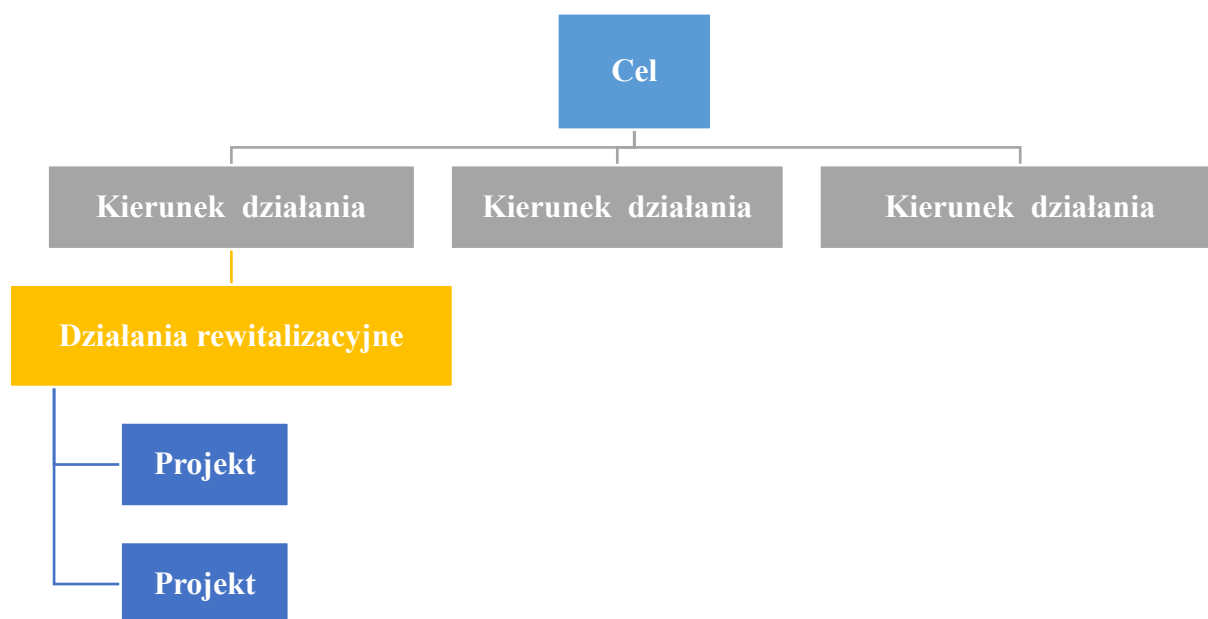 Cel
Kierunek działania
Kierunek działania
Kierunek działania
Działania rewitalizacyjne
Projekt
Projekt